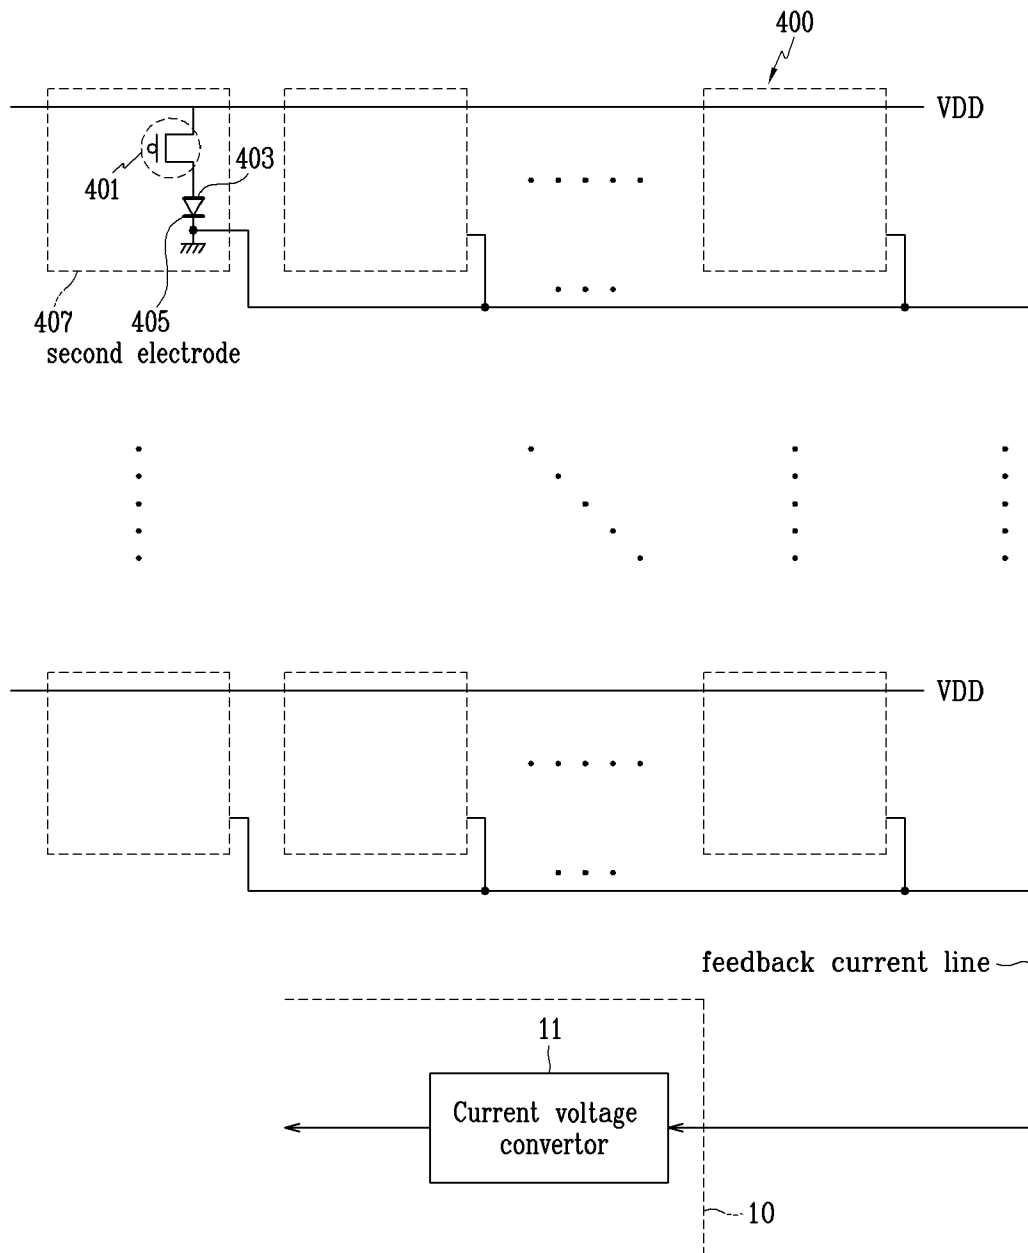 400
VDD
401
403
407
405
second electrode
VDD
feedback current line
11
Current voltage
convertor
10